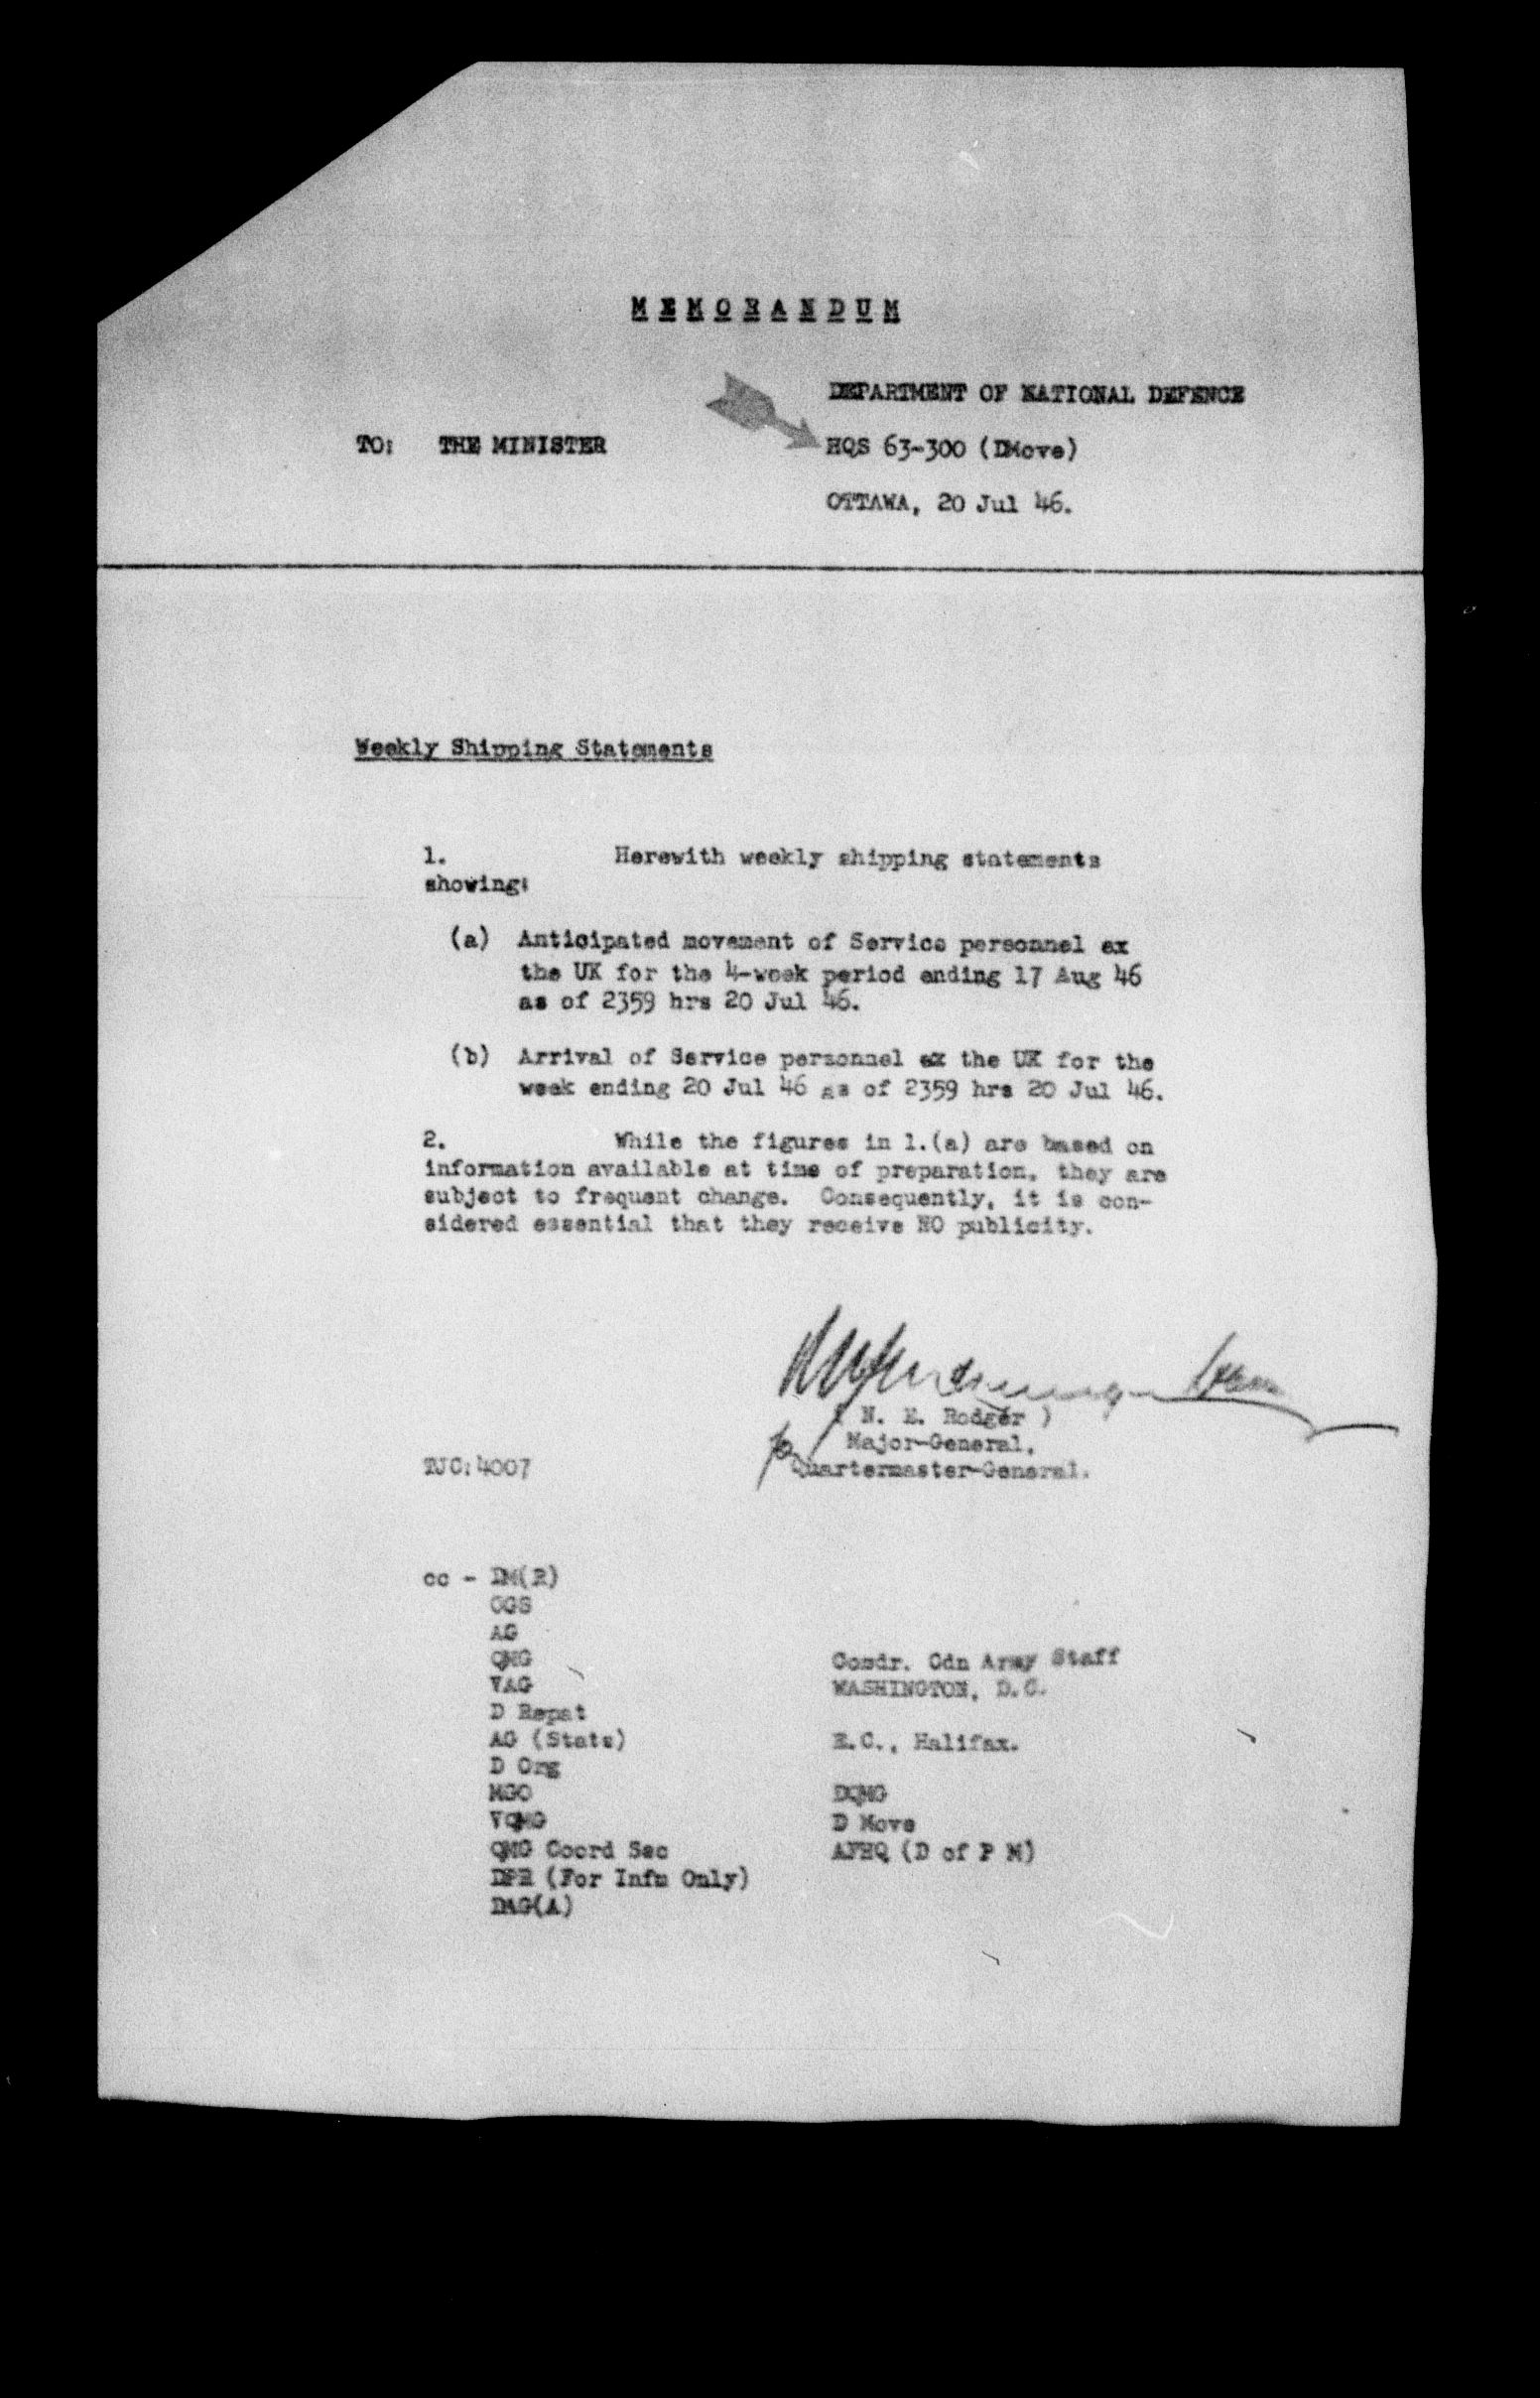 MEMORANDUM
DEPARTMENT OF NATIONAL DEFENCE
TO: THE MINISTER
HQS 63-300 (DMove)
OTTAWA, 20 Jul 46.
Weekly Shipping Statements
1. Herewith weekly shipping statements
showing:
(a) Anticipated movement of Service personnel ex
the UK for the 4-week period ending 17 Aug 46
as of 2359 hrs 20 Jul 46.
(b) Arrival of Service personnel ex the UK for the
week ending 20 Jul 46 as of 2359 hrs 20 Jul 46.
2. While the figures in 1.(a) are based on
information available at time of preparation, they are
subject to frequent change. Consequently, it is con-
sidered essential that they receive NO publicity.
( N. E. Rodger )
Major-General,
Quartermaster-General.
TJC:4007
cc - DM(R)
CGS
AG
QMG
VAG
D Repat
AG (Stats)
D Org
MGO
VQMG
QMG Coord Sec
DPR (For Infm Only)
DAG(A)
Comdr. Cdn Army Staff
WASHINGTON, D.C.
E.C., Halifax.
DQMG
D Move
AFHQ (D of P M)